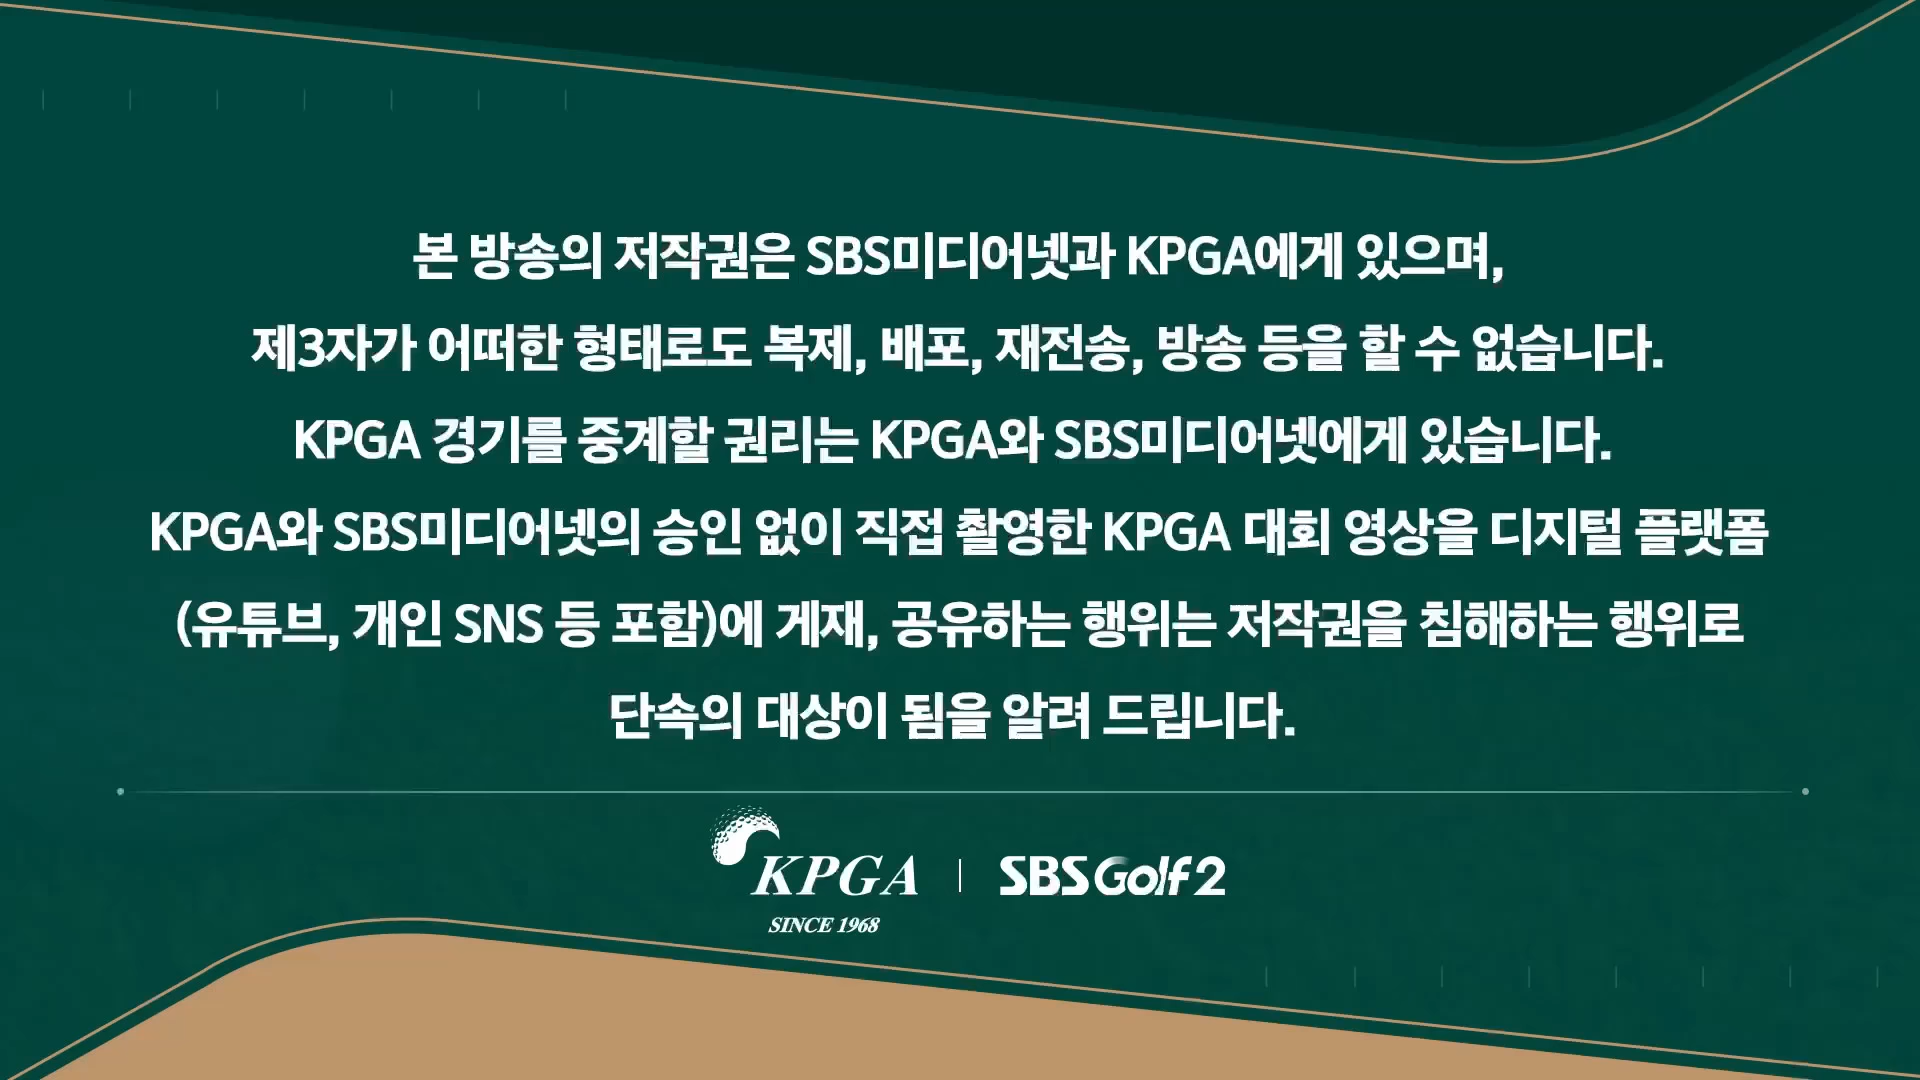 본 방송의 저작권은 SBS미디어넷과 KPGA에게 있으며,
제3자가 어떠한 형태로도 복제, 배포, 재전송, 방송 등을 할 수 없습니다.
KPGA 경기를 중계할 권리는 KPGA와 SBS미디어넷에게 있습니다.
KPGA와 SBS미디어넷의 승인 없이 직접 촬영한 KPGA 대회 영상을 디지털 플랫폼
(유튜브, 개인 SNS 등 포함)에 게재, 공유하는 행위는 저작권을 침해하는 행위로
단속의 대상이 됨을 알려 드립니다.
KPGA
SINCE 1968
SBS Golf 2